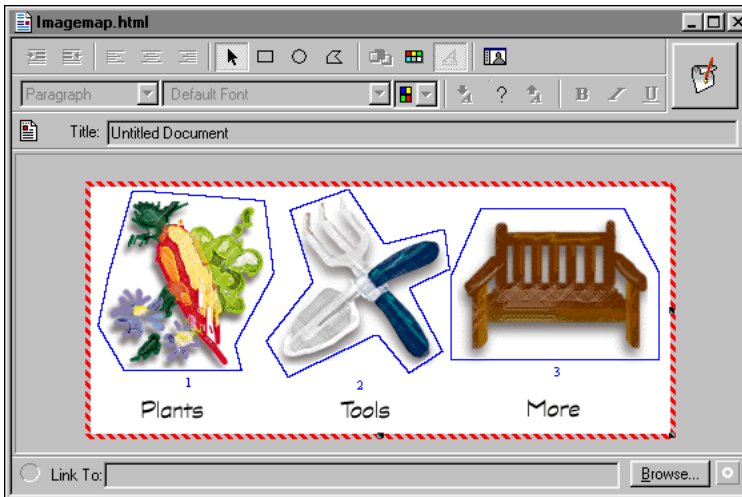 Imagemap.html
Paragraph Default Font ? B I U
Title: Untitled Document
1 2 3
Plants Tools More
Link To: Browse...